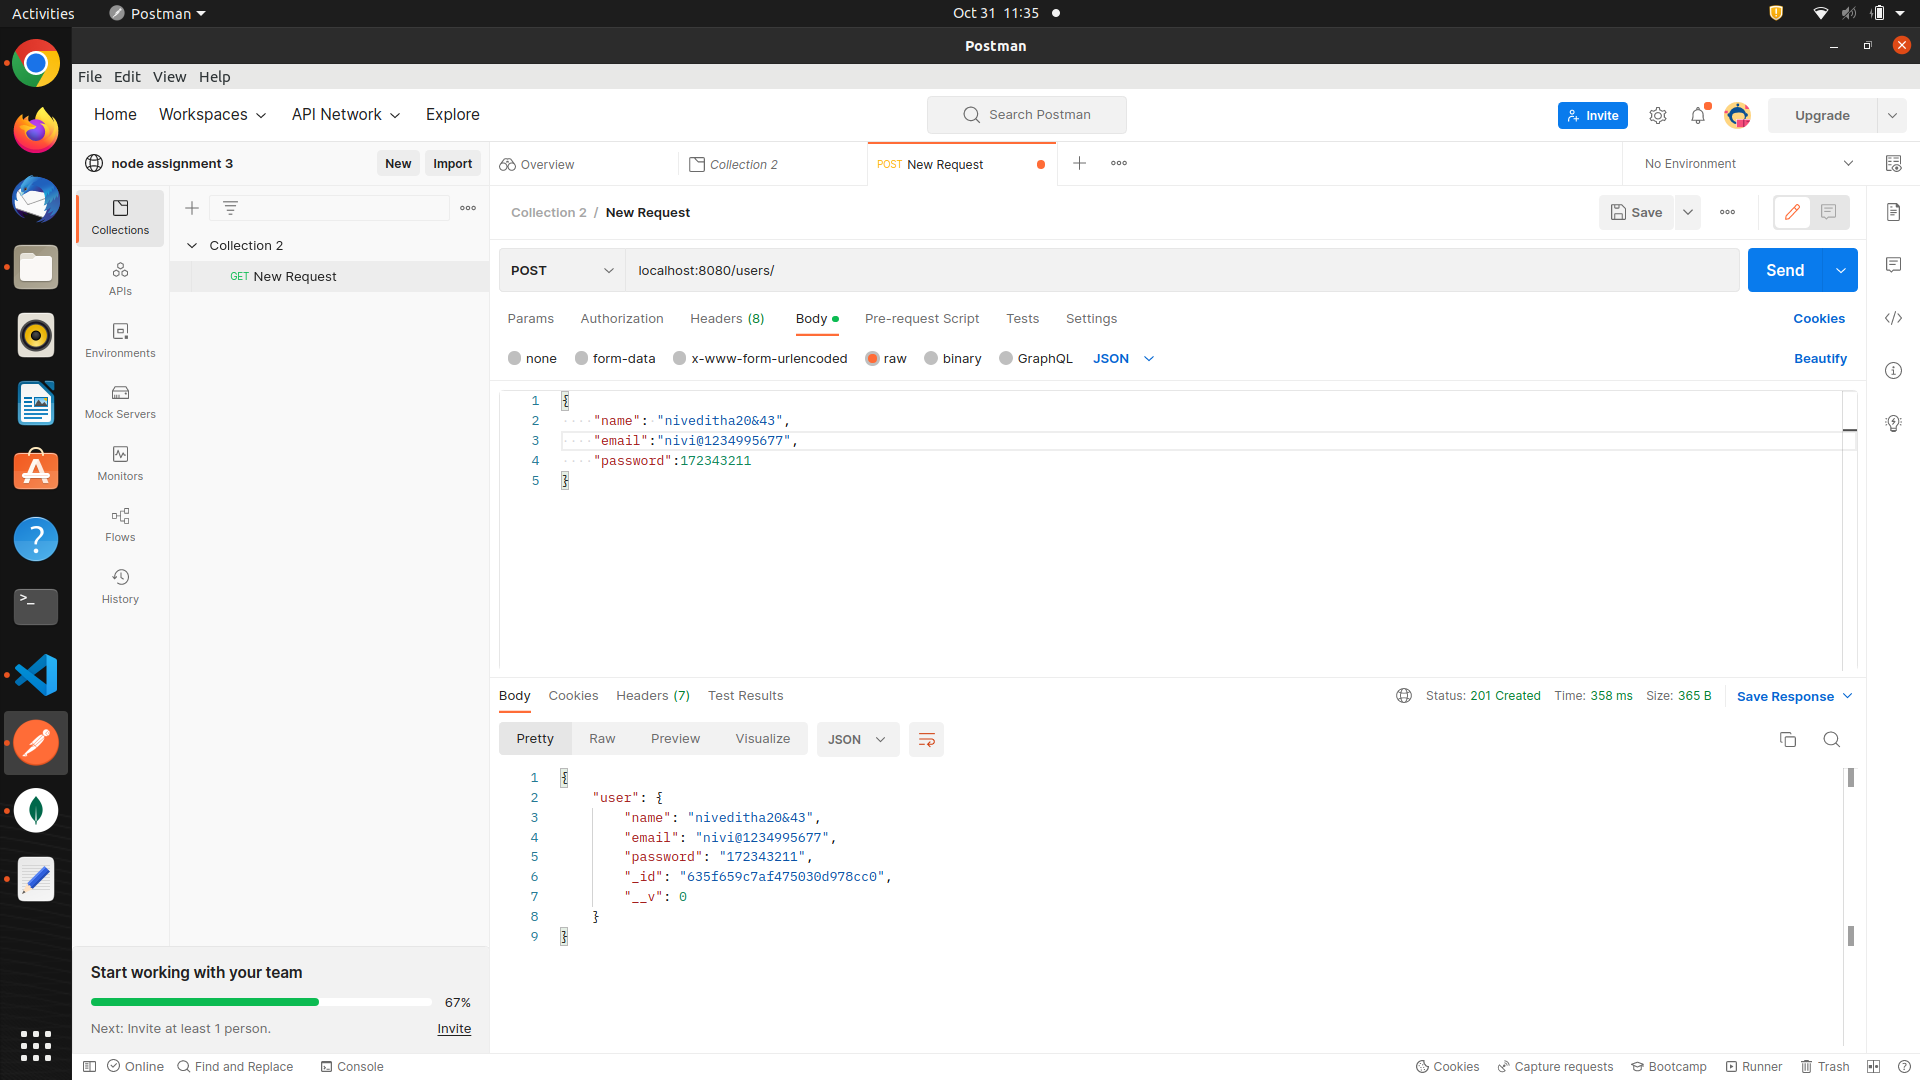 Activities
Postman
Oct 31 11:35
Postman
File Edit View Help
Home Workspaces API Network Explore
Search Postman
Invite
Upgrade
node assignment 3
New Import
Overview
Collection 2
POST New Request
No Environment
Collections
APIs
Environments
Mock Servers
Monitors
Flows
History
Collection 2
GET New Request
Collection 2 / New Request
Save
POST
localhost:8080/users/
Send
Params Authorization Headers (8) Body Pre-request Script Tests Settings
Cookies
none form-data x-www-form-urlencoded raw binary GraphQL JSON
Beautify
1 {
2 "name": "niveditha20&43",
3 "email":"nivi@1234995677",
4 "password":172343211
5 }
Body Cookies Headers (7) Test Results
Status: 201 Created Time: 358 ms Size: 365 B
Save Response
Pretty Raw Preview Visualize
JSON
1 {
2 "user": {
3 "name": "niveditha20&43",
4 "email": "nivi@1234995677",
5 "password": "172343211",
6 "_id": "635f659c7af475030d978cc0",
7 "__v": 0
8 }
9 }
Start working with your team
67%
Next: Invite at least 1 person.
Invite
Online
Find and Replace
Console
Cookies
Capture requests
Bootcamp
Runner
Trash